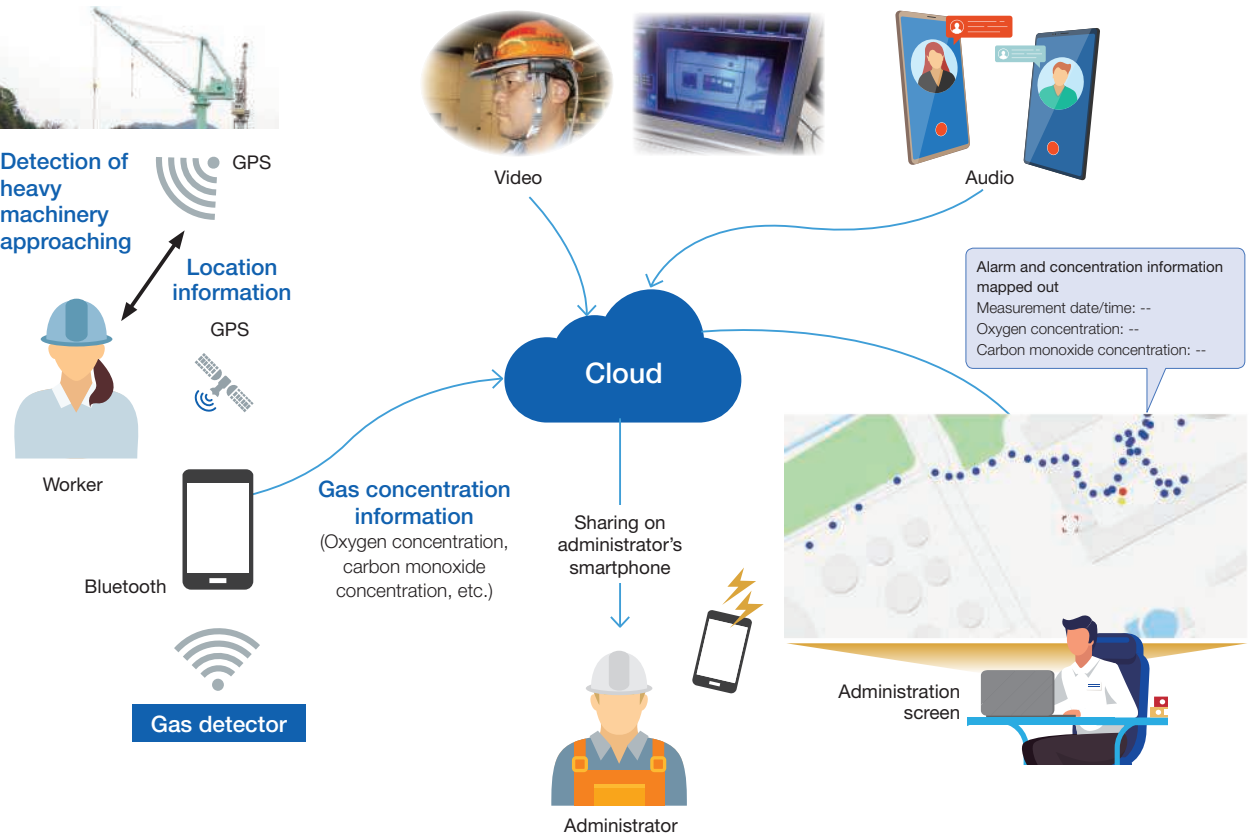 GPS
Detection of
heavy
machinery
approaching
Location
information
GPS
Worker
Bluetooth
Gas detector
Gas concentration
information
(Oxygen concentration,
carbon monoxide
concentration, etc.)
Video
Audio
Cloud
Sharing on
administrator's
smartphone
Administrator
Alarm and concentration information
mapped out
Measurement date/time: --
Oxygen concentration: --
Carbon monoxide concentration: --
Administration
screen